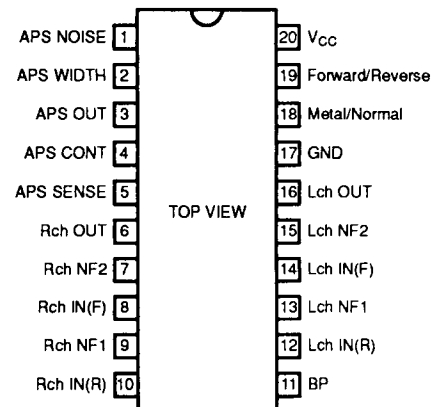 APS NOISE 1
APS WIDTH 2
APS OUT 3
APS CONT 4
APS SENSE 5
Rch OUT 6
Rch NF2 7
Rch IN(F) 8
Rch NF1 9
Rch IN(R) 10
TOP VIEW
20 VCC
19 Forward/Reverse
18 Metal/Normal
17 GND
16 Lch OUT
15 Lch NF2
14 Lch IN(F)
13 Lch NF1
12 Lch IN(R)
11 BP